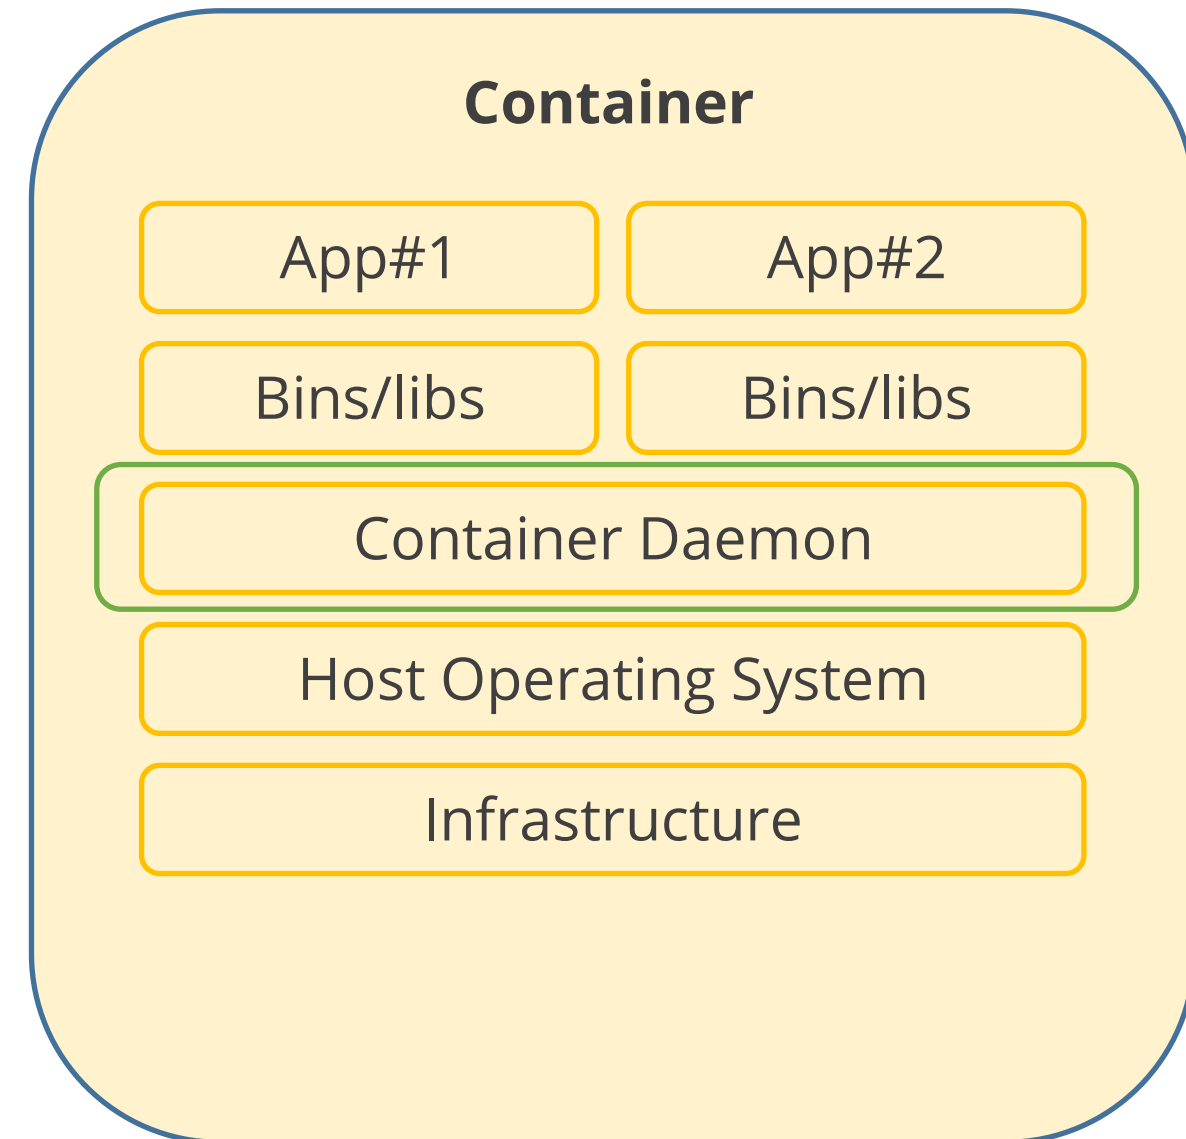 Container
App#1 App#2
Bins/libs Bins/libs
Container Daemon
Host Operating System
Infrastructure